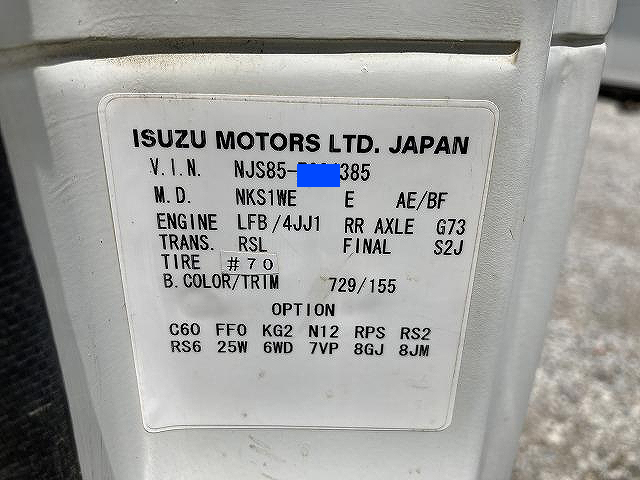 ISUZU MOTORS LTD. JAPAN
V.I.N. NJS85- 385
M.D. NKS1WE E AE/BF
ENGINE LFB/4JJ1 RR AXLE G73
TRANS. RSL FINAL S2J
TIRE #70
B.COLOR/TRIM 729/155
OPTION
C60 FF0 KG2 N12 RPS RS2
RS6 25W 6WD 7VP 8GJ 8JM